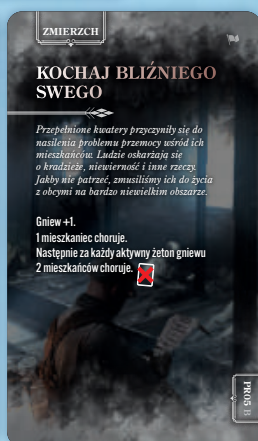 ZMIERZCH
KOCHAJ BLIŹNIEGO
SWEGO
Przepełnione kwatery przyczyniły się do
nasilenia problemu przemocy wśród ich
mieszkańców. Ludzie oskarżają się
o kradzieże, niewierność i inne rzeczy.
Jakby nie patrzeć, zmusiliśmy ich do życia
z obcymi na bardzo niewielkim obszarze.
Gniew +1.
1 mieszkaniec choruje.
Następnie za każdy aktywny żeton gniewu
2 mieszkańców choruje.
PR05 B